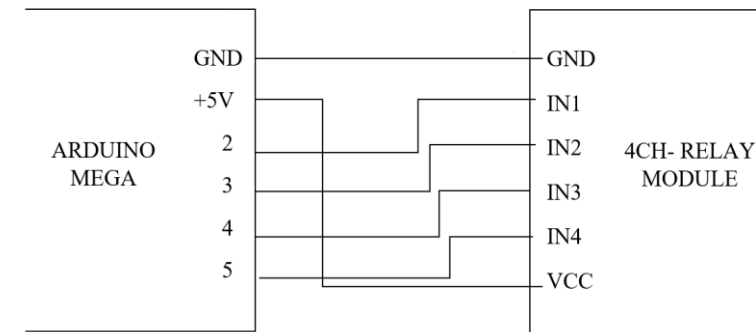 GND
+5V
2
3
4
5
ARDUINO
MEGA
GND
IN1
IN2
IN3
IN4
VCC
4CH- RELAY
MODULE